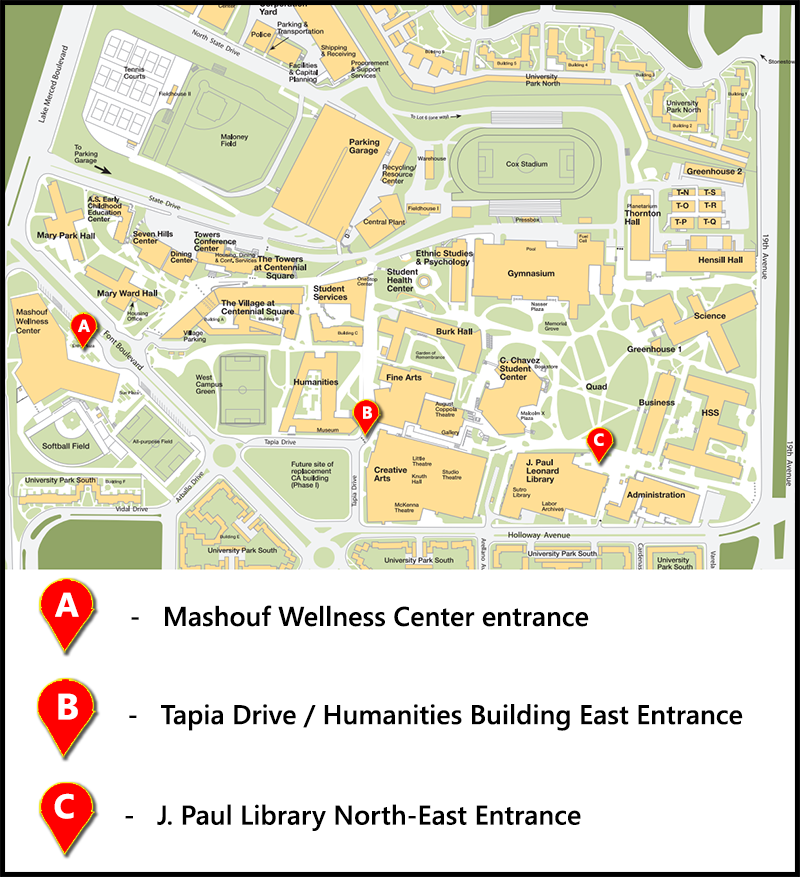 Corporation
Yard
North State Drive
Police
Parking &
Transportation
Shipping &
Receiving
Facilities
& Capital
Planning
Procurement
& Support
Services
Lake Merced Boulevard
Tennis
Courts
Fieldhouse II
Maloney
Field
Building 5
Building 4
Building 3
University
Park North
Building 1
University
Park North
Building 2
Stonestown
To Lot 6 (one way)
To
Parking
Garage
Parking
Garage
Warehouse
Recycling/
Resource
Center
Cox Stadium
Pressbox
Fieldhouse I
Central Plant
Greenhouse 2
T-N
T-S
T-O
T-R
T-P
T-Q
Planetarium
Thornton
Hall
Hensill Hall
19th Avenue
State Drive
A.S. Early
Childhood
Education
Center
Mary Park Hall
Seven Hills
Center
Towers
Conference
Center
Dining
Center
Housing, Dining
& Conf. Services
The Towers
at Centennial
Square
OneStop
Center
Student
Health
Center
Ethnic Studies
& Psychology
Pool
Fuel
Cell
Gymnasium
Nasser
Plaza
Memorial
Grove
Science
Greenhouse 1
Mary Ward Hall
Housing
Office
The Village at
Centennial Square
Building A
Building B
Student
Services
Building C
Village
Parking
Mashouf
Wellness
Center
A
Font Boulevard
West
Campus
Green
Humanities
Museum
Burk Hall
Garden of
Remembrance
Fine Arts
August
Coppola
Theatre
Gallery
B
C. Chavez
Student
Center
Bookstore
Malcolm X
Plaza
Quad
C
Business
HSS
Softball Field
All-purpose Field
Tapia Drive
Future site of
replacement
CA building
(Phase I)
Tapia Drive
Creative
Arts
Little
Theatre
Knuth
Hall
Studio
Theatre
McKenna
Theatre
J. Paul
Leonard
Library
Sutro
Library
Labor
Archives
Administration
19th Avenue
University Park South
Building F
Vidal Drive
Arballo Drive
Building E
University Park South
Holloway Avenue
University Park South
University Park South
University
Park South
A - Mashouf Wellness Center entrance
B - Tapia Drive / Humanities Building East Entrance
C - J. Paul Library North-East Entrance